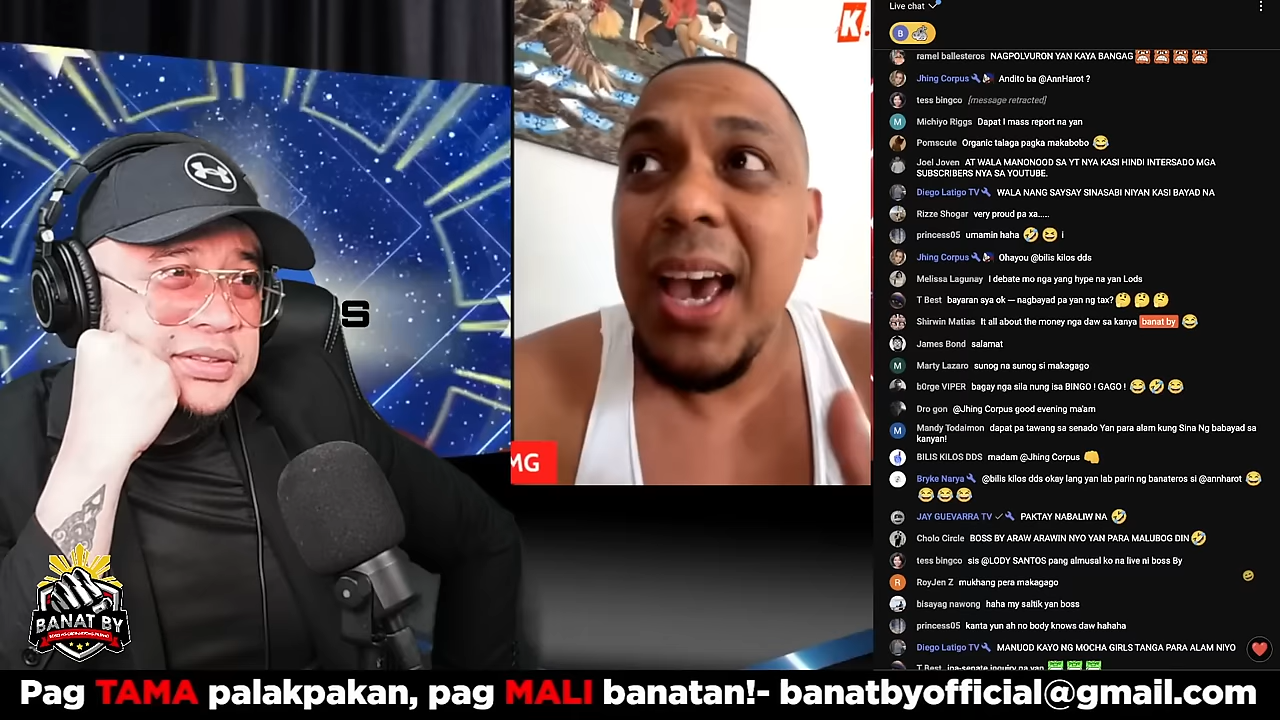 K.
S
MG
BANAT BY
Live chat
B
ramel ballesteros NAGPOLVURON YAN KAYA BANGAG
Jhing Corpus Andito ba @AnnHarot ?
tess bingco [message retracted]
M Michiyo Riggs Dapat I mass report na yan
Pomscute Organic talaga pagka makabobo 😂
Joel Joven AT WALA MANONOOD SA YT NYA KASI HINDI INTERSADO MGA
SUBSCRIBERS NYA SA YOUTUBE.
Diego Latigo TV WALA NANG SAYSAY SINASABI NIYAN KASI BAYAD NA
Rizze Shogar very proud pa xa.....
princess05 umamin haha 🤣 😆 i
Jhing Corpus Ohayou @bilis kilos dds
Melissa Lagunay I debate mo nga yang hype na yan Lods
T Best bayaran sya ok — nagbayad pa yan ng tax? 🤔 🤔 🤔
Shirwin Matias It all about the money nga daw sa kanya banat by 😂
James Bond salamat
M Marty Lazaro sunog na sunog si makagago
b0rge VIPER bagay nga sila nung isa BINGO ! GAGO ! 😂 🤣 😂
Dro gon @Jhing Corpus good evening ma'am
M Mandy Todaimon dapat pa tawang sa senado Yan para alam kung Sina Ng babayad sa
kanyan!
BILIS KILOS DDS madam @Jhing Corpus 👊
Bryke Narya @bilis kilos dds okay lang yan lab parin ng banateros si @annharot 😂
😂 😂 😂
JAY GUEVARRA TV PAKTAY NABALIW NA 🤣
Cholo Circle BOSS BY ARAW ARAWIN NYO YAN PARA MALUBOG DIN 🤣
tess bingco sis @LODY SANTOS pang almusal ko na live ni boss By
R RoyJen Z mukhang pera makagago
bisayag nawong haha my saltik yan boss
princess05 kanta yun ah no body knows daw hahaha
Diego Latigo TV MANUOD KAYO NG MOCHA GIRLS TANGA PARA ALAM NIYO
T Best ipa-senate inquiry na yan
Pag TAMA palakpakan, pag MALI banatan!- banatbyofficial@gmail.com